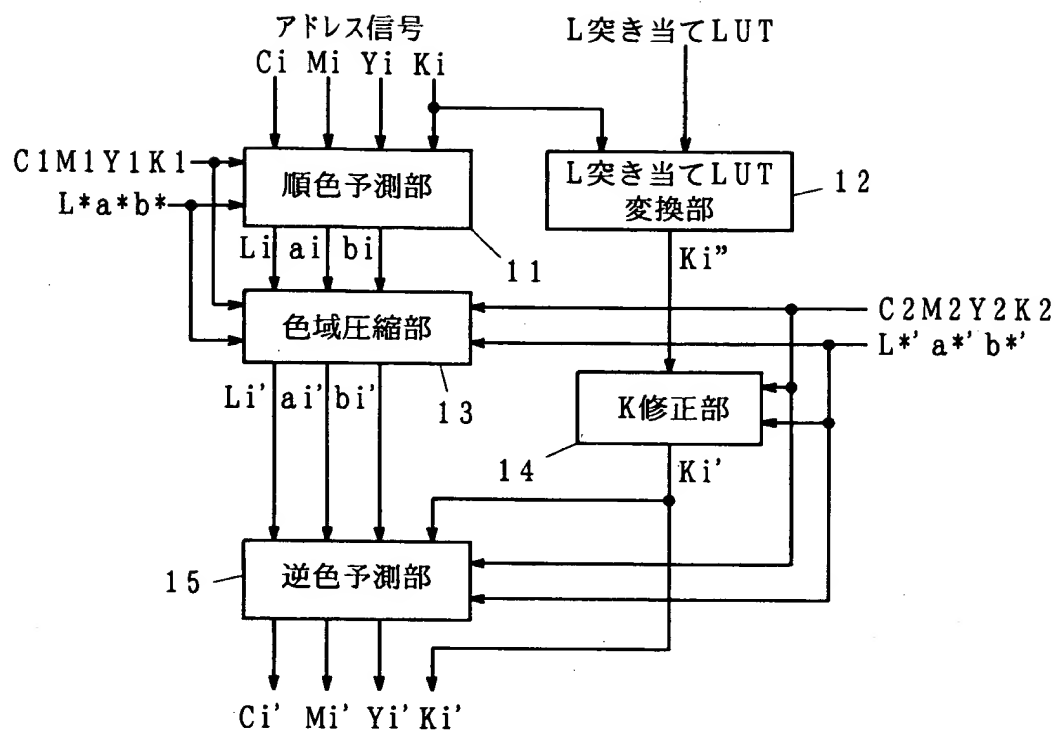 アドレス信号
L突き当てLUT
Ci Mi Yi Ki
C1M1Y1K1
L*a*b*
順色予測部
11
L突き当てLUT
変換部
12
Li ai bi
Ki”
色域圧縮部
13
C2M2Y2K2
L*'a*'b*'
Li' ai' bi'
K修正部
14
Ki'
逆色予測部
15
Ci' Mi' Yi' Ki'